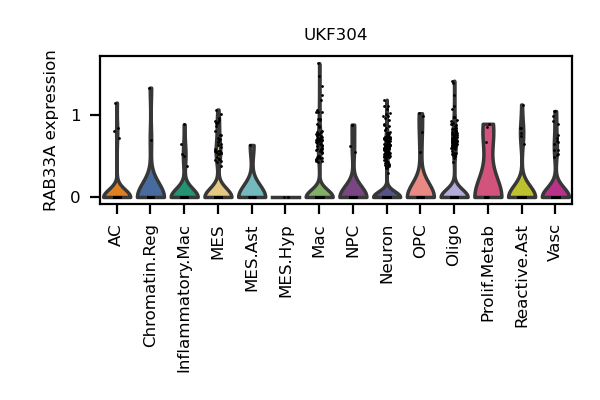 UKF304
RAB33A expression
1
0
AC
Chromatin.Reg
Inflammatory.Mac
MES
MES.Ast
MES.Hyp
Mac
NPC
Neuron
OPC
Oligo
Prolif.Metab
Reactive.Ast
Vasc